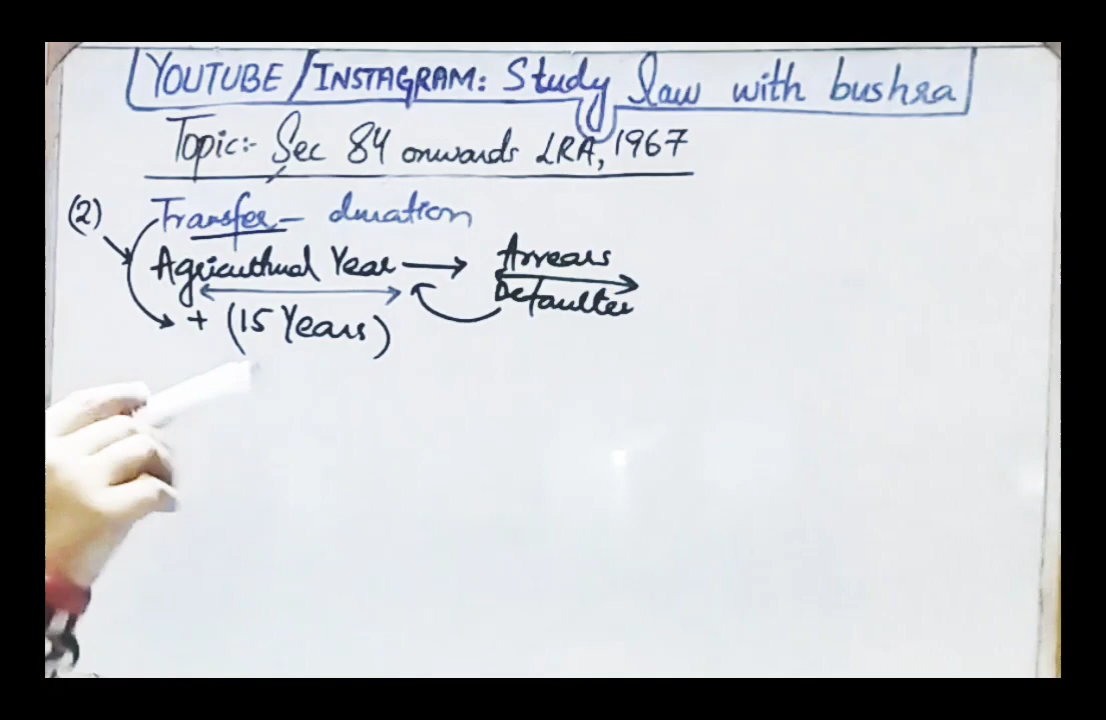 YOUTUBE/INSTAGRAM: Study law with bushra
Topic:- Sec 84 onwards LRA, 1967
(2) Transfer - duration
Agricultural Year → Arrears
Defaulter
+ (15 Years)